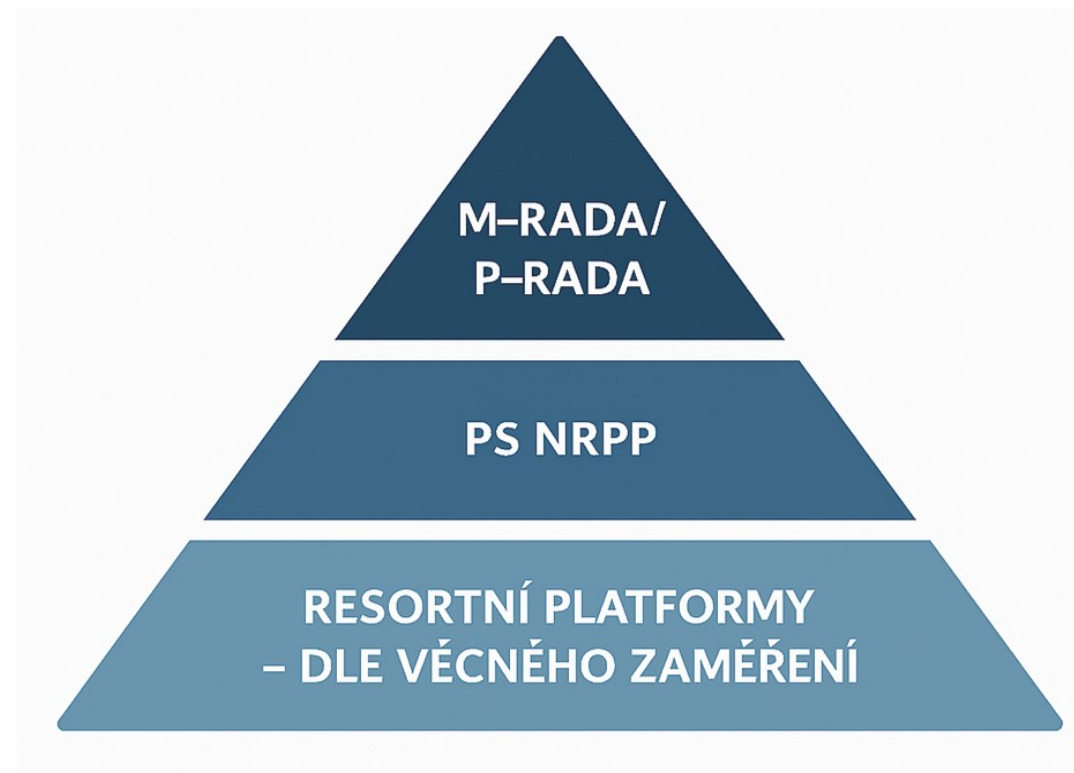 M–RADA/
P–RADA
PS NRPP
RESORTNÍ PLATFORMY
– DLE VĚCNÉHO ZAMĚŘENÍ